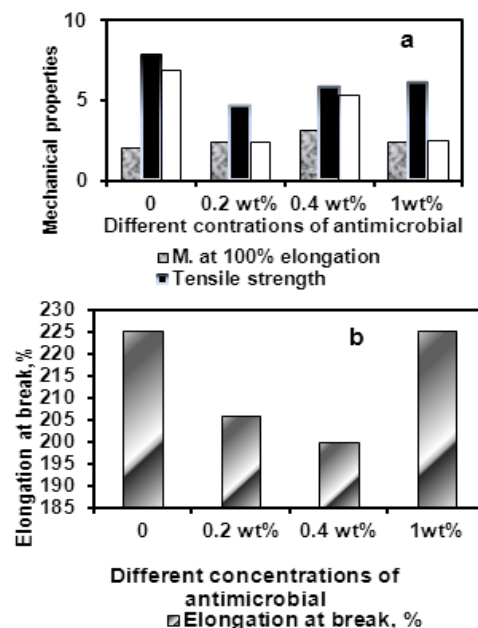 10
a
5
0
Mechanical properties
0 0.2 wt% 0.4 wt% 1wt%
Different contrations of antimicrobial
M. at 100% elongation
Tensile strength
230
b
225
220
215
210
205
200
195
190
185
Elongation at break,%
0 0.2 wt% 0.4 wt% 1wt%
Different concentrations of
antimicrobial
Elongation at break, %